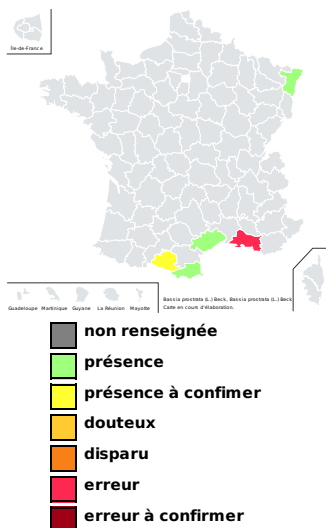 Île-de-France
Guadeloupe Martinique Guyane La Réunion Mayotte
Bassia prostrata (L.) Beck, Bassia prostrata (L.) Beck
Carte en cours d'élaboration.
non renseignée
présence
présence à confimer
douteux
disparu
erreur
erreur à confirmer